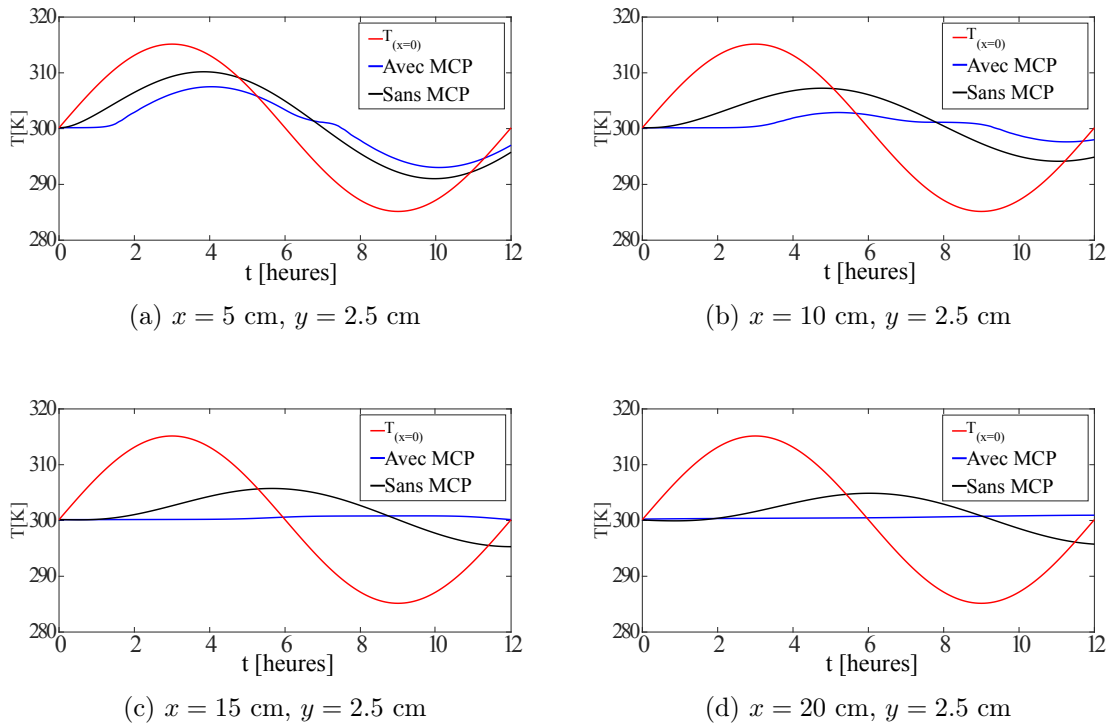 320
310
300
290
280
T[K]
T(x=0)
Avec MCP
Sans MCP
0 2 4 6 8 10 12
t [heures]
(a) x = 5 cm, y = 2.5 cm
320
310
300
290
280
T[K]
T(x=0)
Avec MCP
Sans MCP
0 2 4 6 8 10 12
t [heures]
(b) x = 10 cm, y = 2.5 cm
320
310
300
290
280
T[K]
T(x=0)
Avec MCP
Sans MCP
0 2 4 6 8 10 12
t [heures]
(c) x = 15 cm, y = 2.5 cm
320
310
300
290
280
T[K]
T(x=0)
Avec MCP
Sans MCP
0 2 4 6 8 10 12
t [heures]
(d) x = 20 cm, y = 2.5 cm